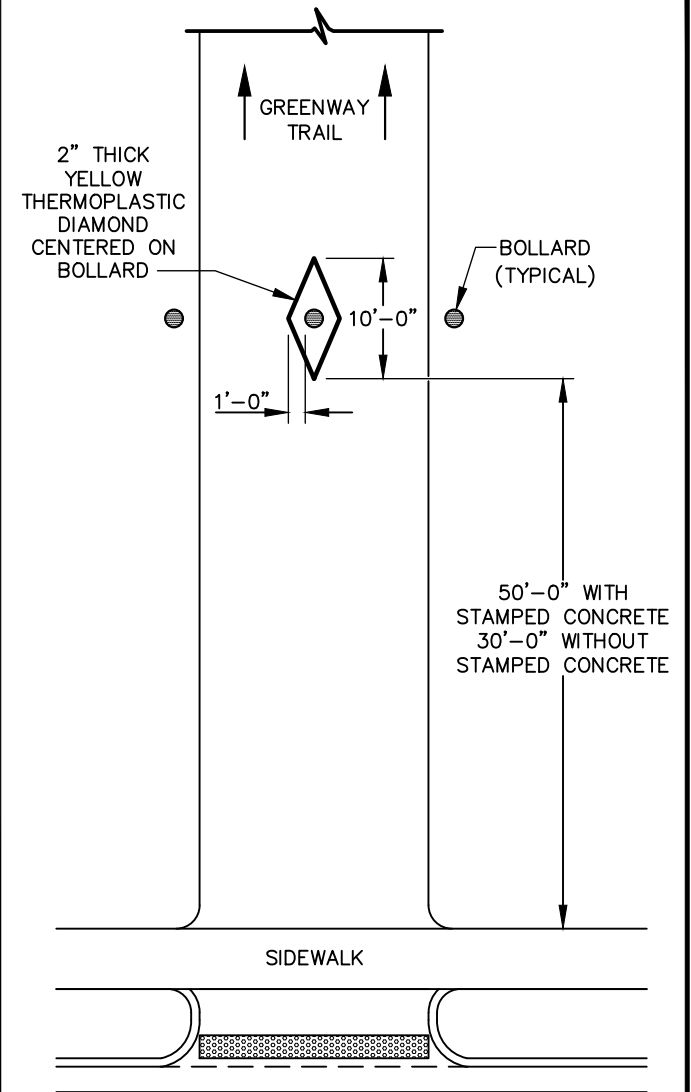 GREENWAY
TRAIL
2” THICK
YELLOW
THERMOPLASTIC
DIAMOND
CENTERED ON
BOLLARD
BOLLARD
(TYPICAL)
10’–0”
1’–0”
50’–0” WITH
STAMPED CONCRETE
30’–0” WITHOUT
STAMPED CONCRETE
SIDEWALK